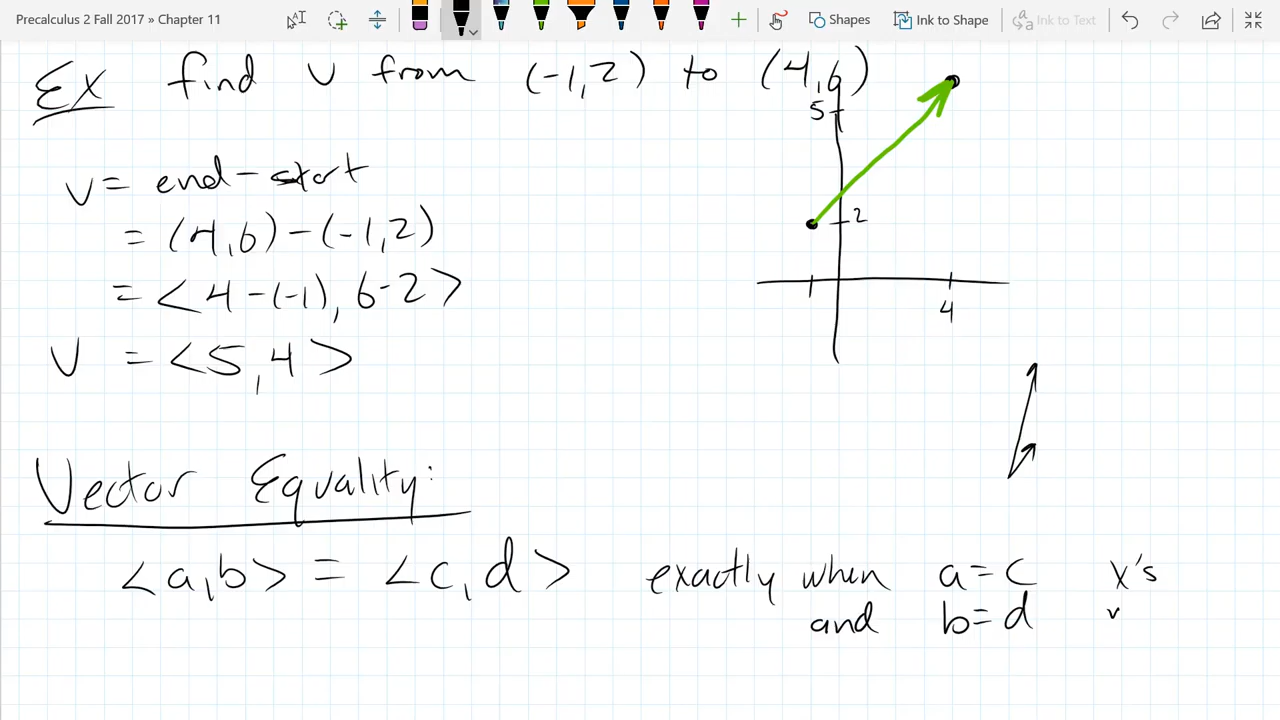 Precalculus 2 Fall 2017 » Chapter 11
Shapes
Ink to Shape
Ink to Text
Ex find v from (-1,2) to (4,6)
v = end - start
= (4,6) - (-1,2)
= <4-(-1), 6-2>
v = <5,4>
5
2
4
Vector Equality:
<a,b> = <c,d> exactly when a=c x's
and b=d